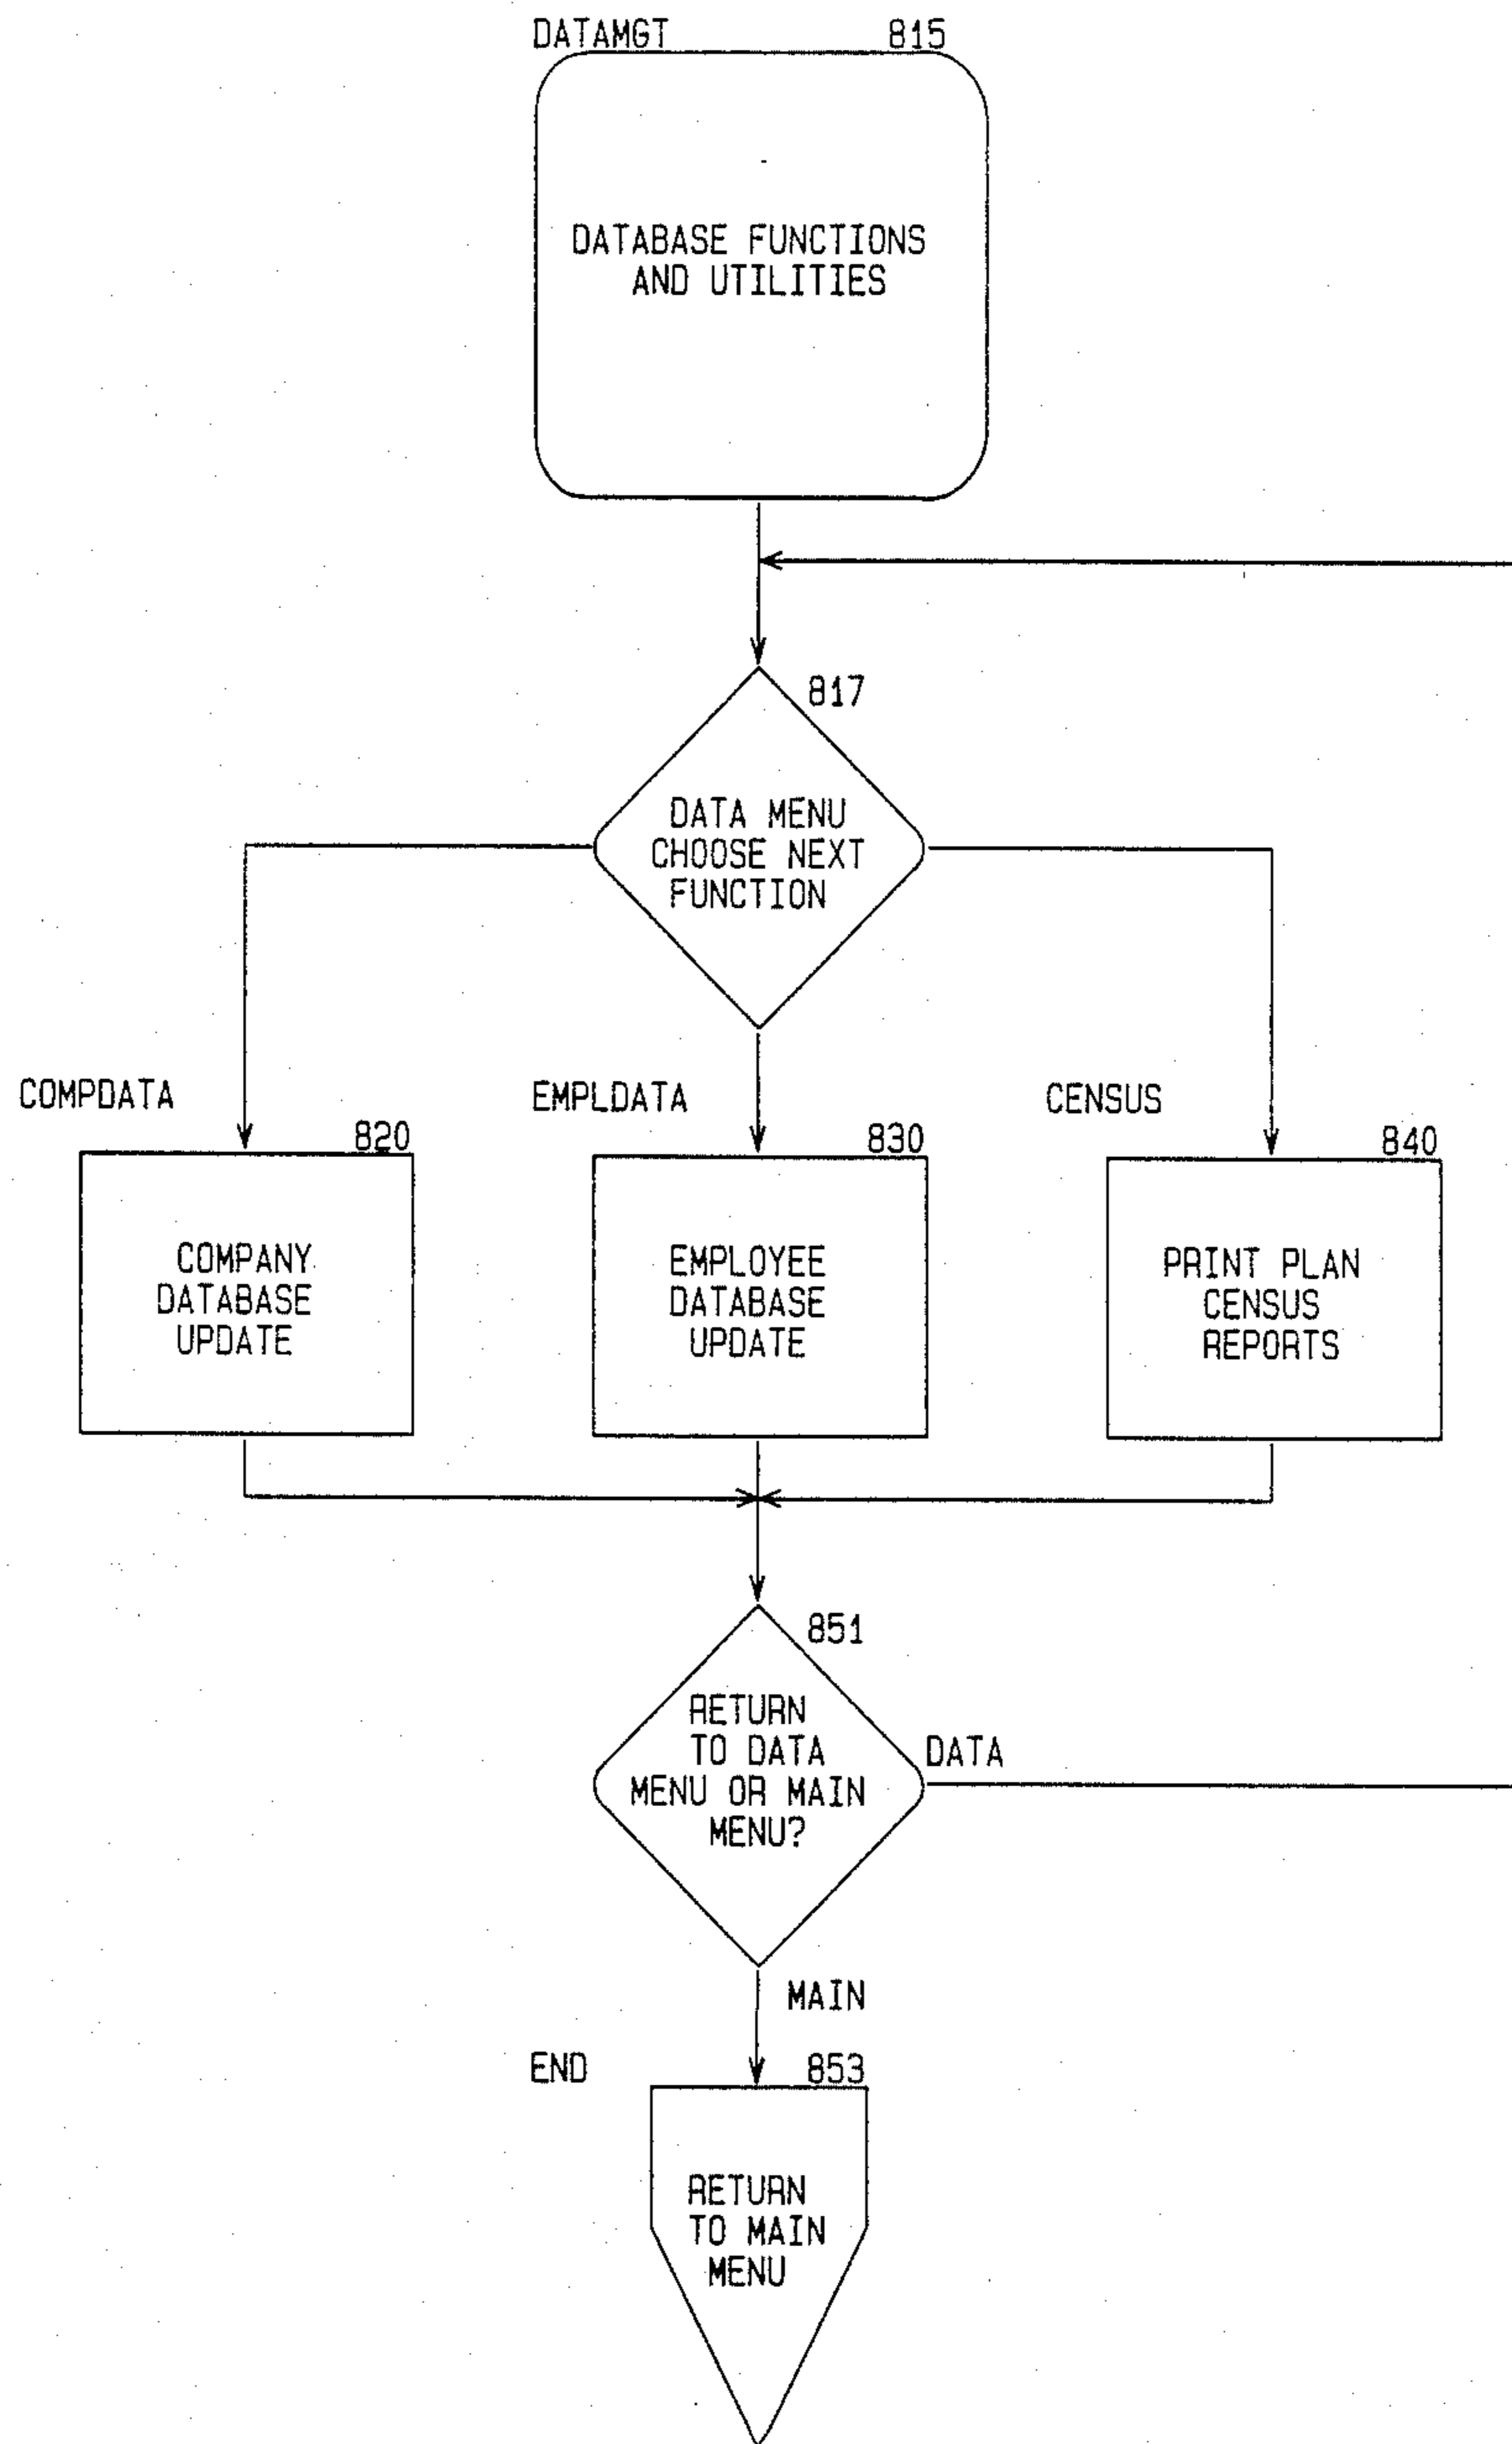 DATAMGT 815
DATABASE FUNCTIONS
AND UTILITIES
817
DATA MENU
CHOOSE NEXT
FUNCTION
COMPDATA
820
COMPANY
DATABASE
UPDATE
EMPLDATA
830
EMPLOYEE
DATABASE
UPDATE
CENSUS
840
PRINT PLAN
CENSUS
REPORTS
851
RETURN
TO DATA
MENU OR MAIN
MENU?
DATA
MAIN
END
853
RETURN
TO MAIN
MENU